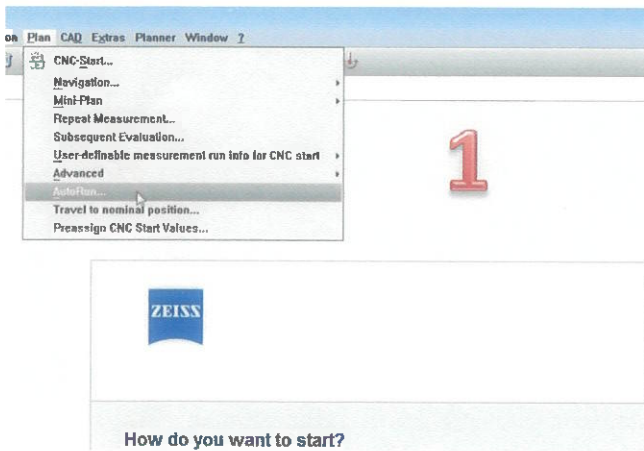 on Plan CAD Extras Planner Window ?
CNC-Start...
Navigation...
Mini-Plan
Repeat Measurement...
Subsequent Evaluation...
User-definable measurement run info for CNC start
Advanced
AutoRun...
Travel to nominal position...
Preassign CNC Start Values...
1
ZEISS
How do you want to start?